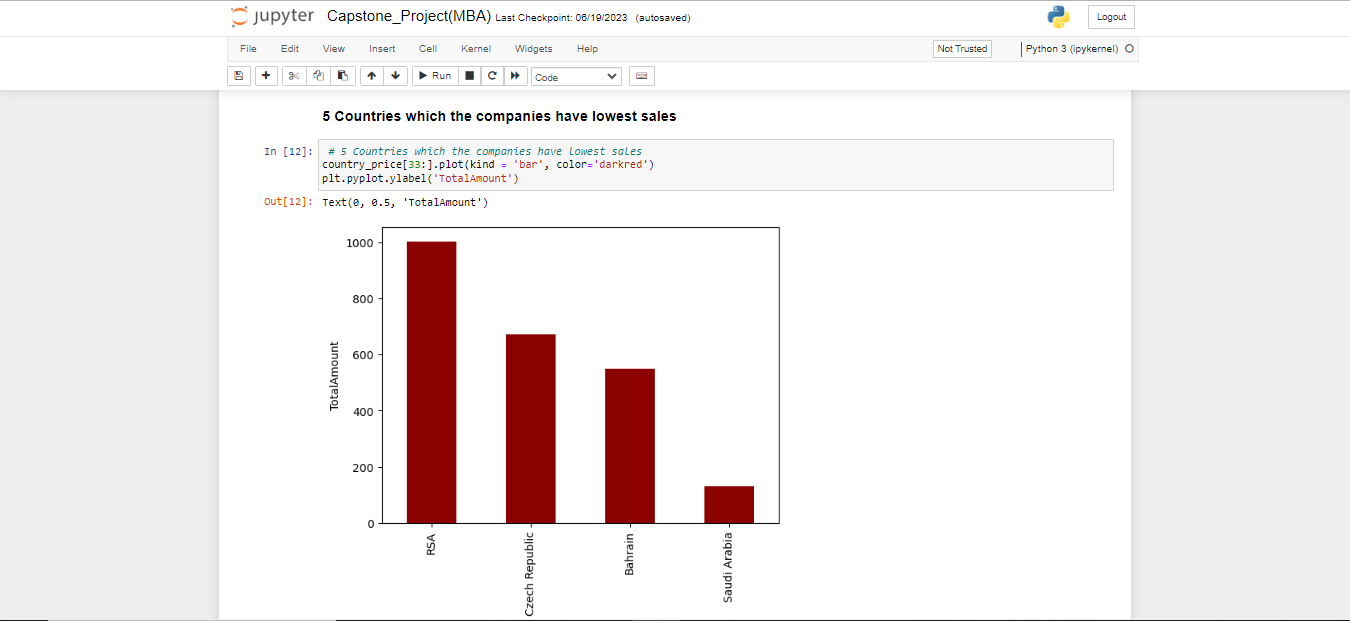 jupyter Capstone_Project(MBA) Last Checkpoint: 06/19/2023 (autosaved)
Logout
File Edit View Insert Cell Kernel Widgets Help
Not Trusted
Python 3 (ipykernel)
Run
Code
5 Countries which the companies have lowest sales
In [12]:
# 5 Countries which the companies have lowest sales
country_price[33:].plot(kind = 'bar', color='darkred')
plt.pyplot.ylabel('TotalAmount')
Out[12]: Text(0, 0.5, 'TotalAmount')
1000
800
600
400
200
0
TotalAmount
RSA
Czech Republic
Bahrain
Saudi Arabia